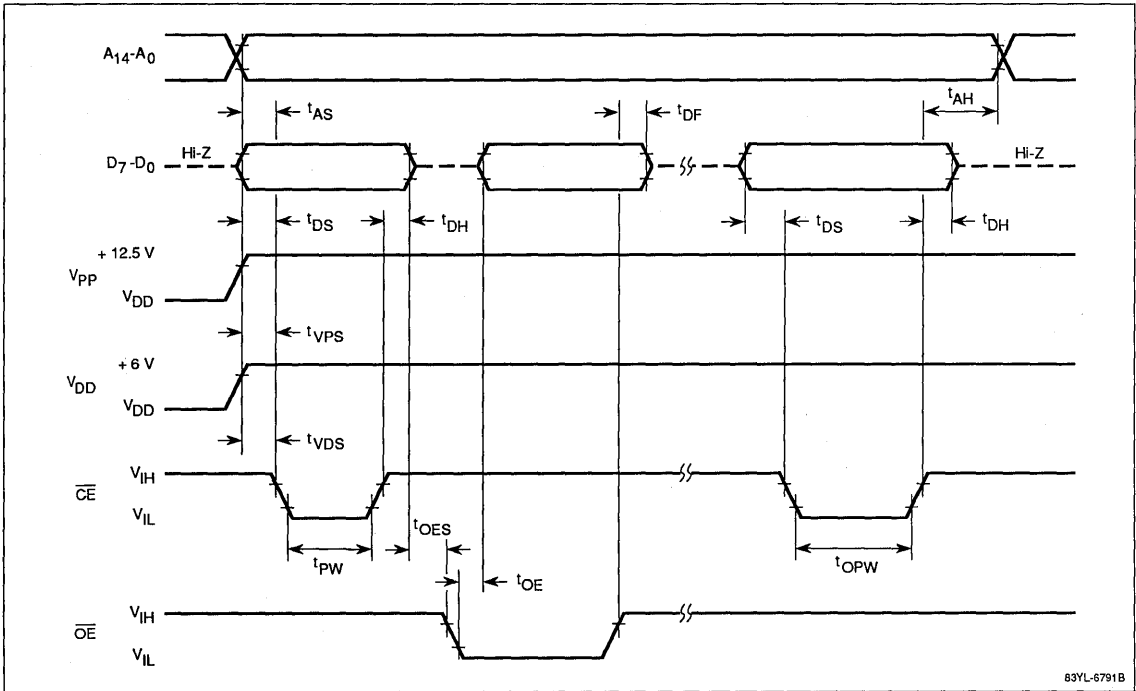 A14-A0
tAS
tDF
tAH
D7-D0
Hi-Z
Hi-Z
tDS
tDH
tDS
tDH
VPP
+ 12.5 V
VDD
tVPS
VDD
+ 6 V
VDD
tVDS
CE
VIH
VIL
tPW
tOES
tOE
tOPW
OE
VIH
VIL
83YL-6791B